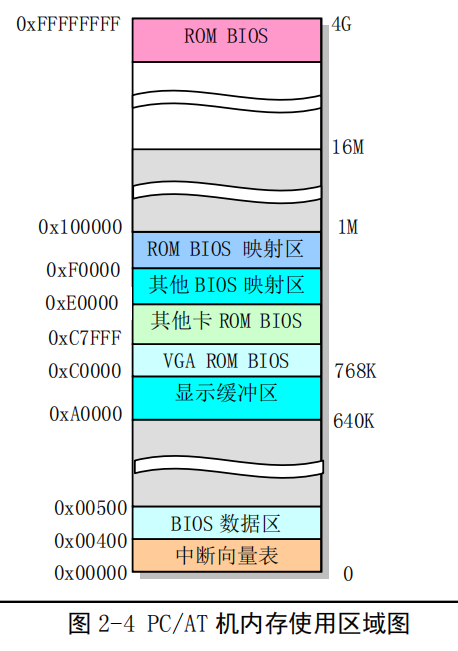 0xFFFFFFFF ROM BIOS 4G
16M
0x100000 1M
ROM BIOS 映射区
0xF0000
其他 BIOS 映射区
0xE0000
其他卡 ROM BIOS
0xC7FFF
VGA ROM BIOS
0xC0000 768K
显示缓冲区
0xA0000 640K
0x00500
BIOS 数据区
0x00400
中断向量表
0x00000 0
图 2-4 PC/AT 机内存使用区域图